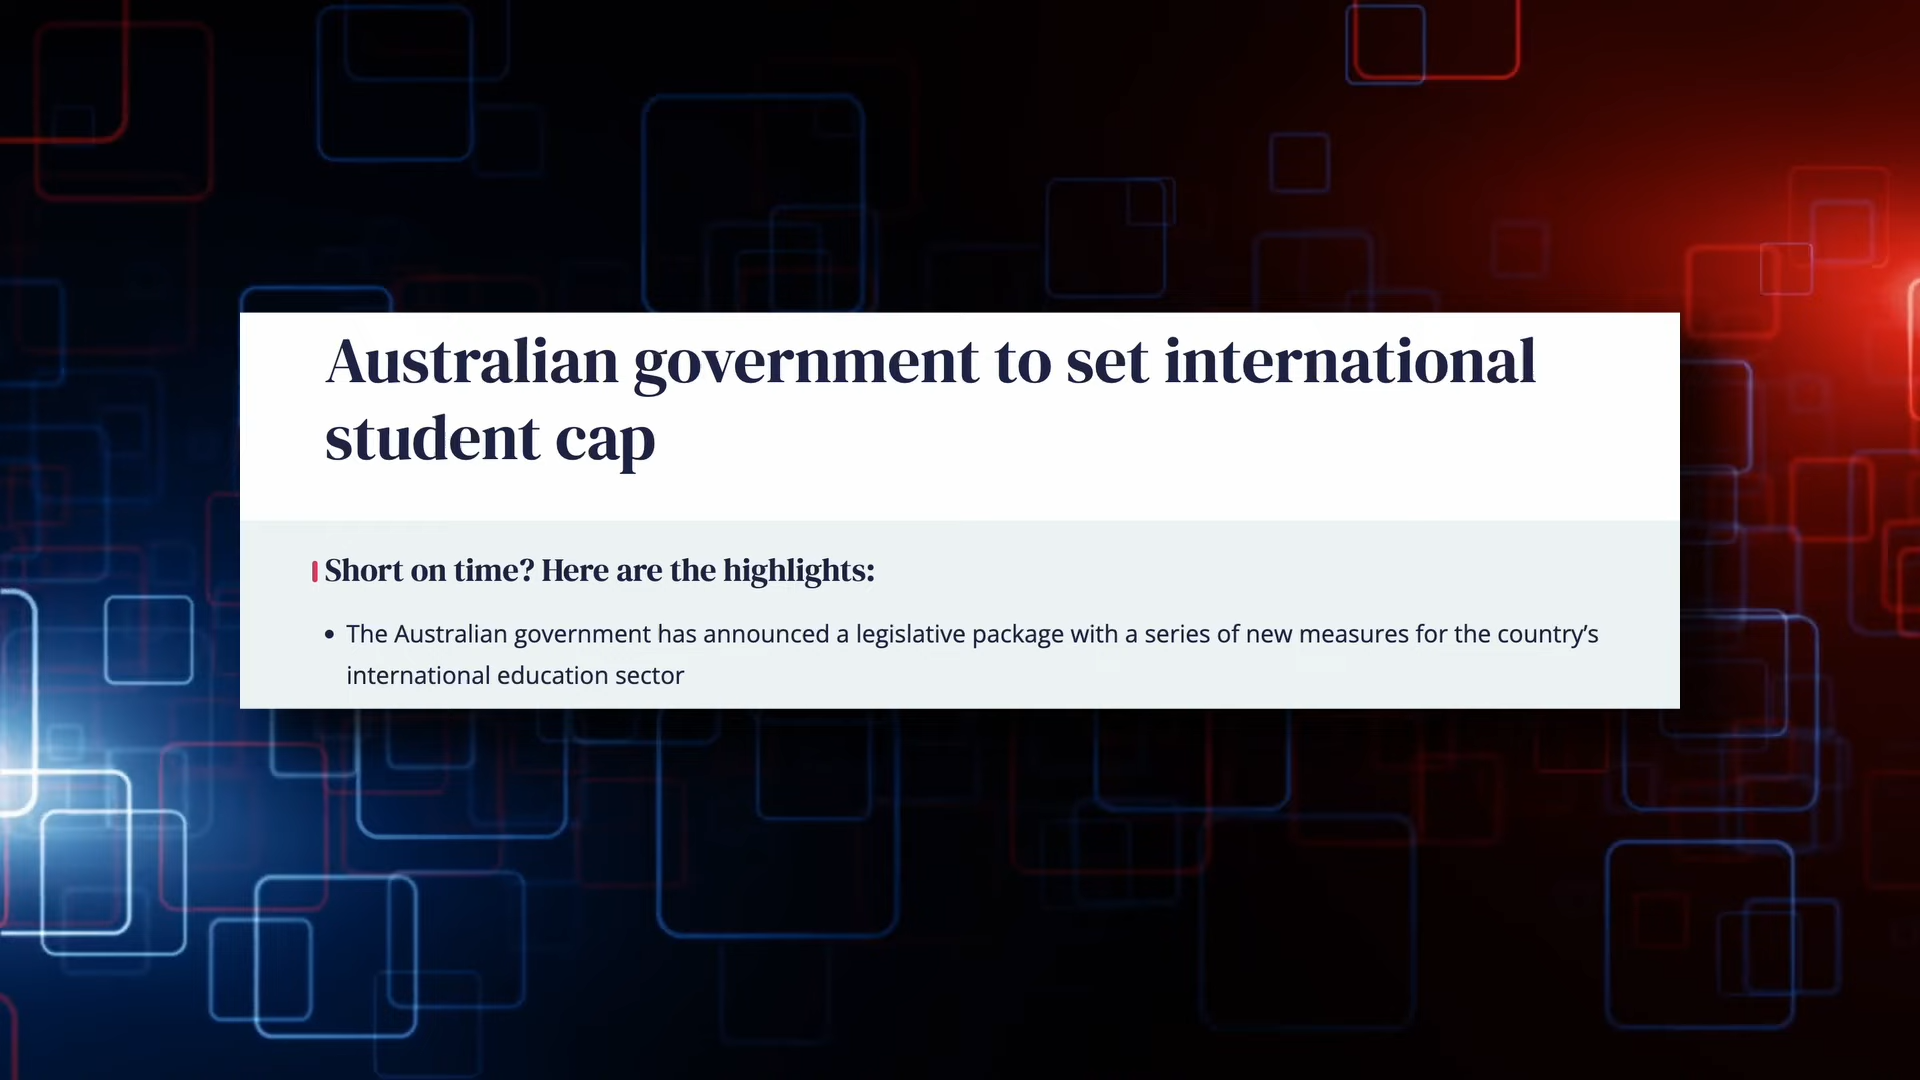 Australian government to set international
student cap
Short on time? Here are the highlights:
• The Australian government has announced a legislative package with a series of new measures for the country’s
international education sector